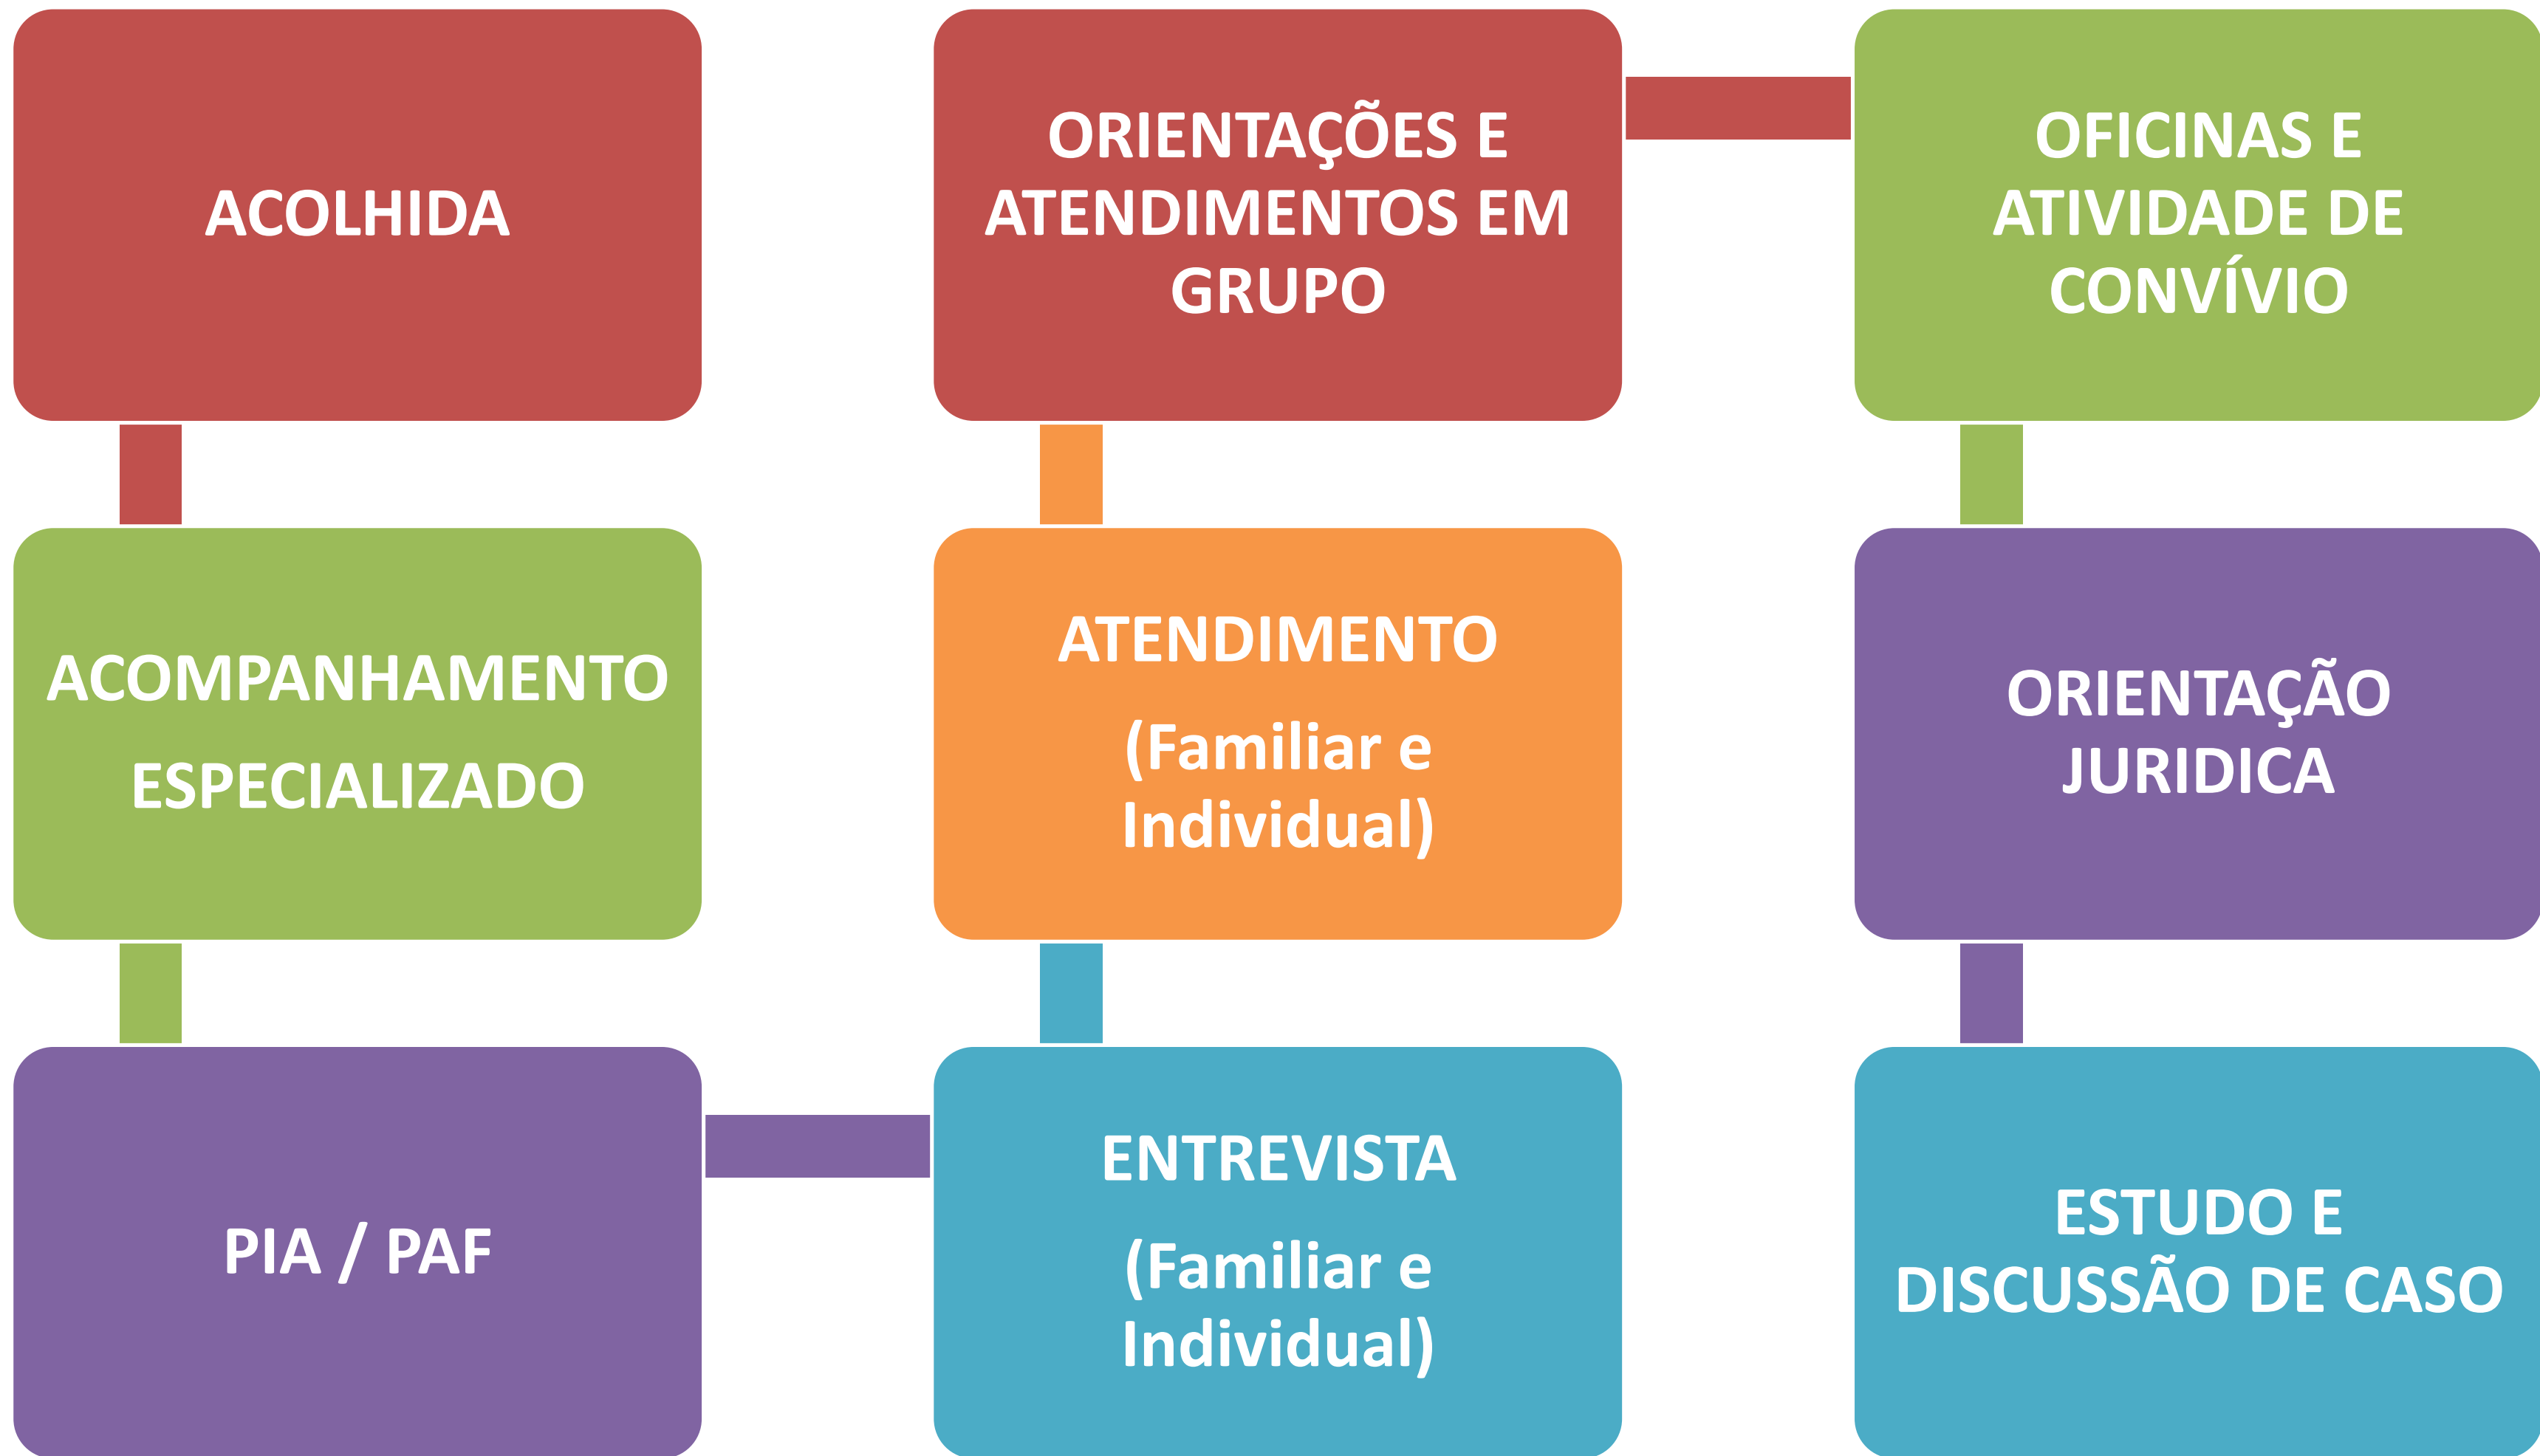 ACOLHIDA
ACOMPANHAMENTO
ESPECIALIZADO
PIA / PAF
ENTREVISTA
(Familiar e
Individual)
ATENDIMENTO
(Familiar e
Individual)
ORIENTAÇÕES E
ATENDIMENTOS EM
GRUPO
OFICINAS E
ATIVIDADE DE
CONVÍVIO
ORIENTAÇÃO
JURIDICA
ESTUDO E
DISCUSSÃO DE CASO